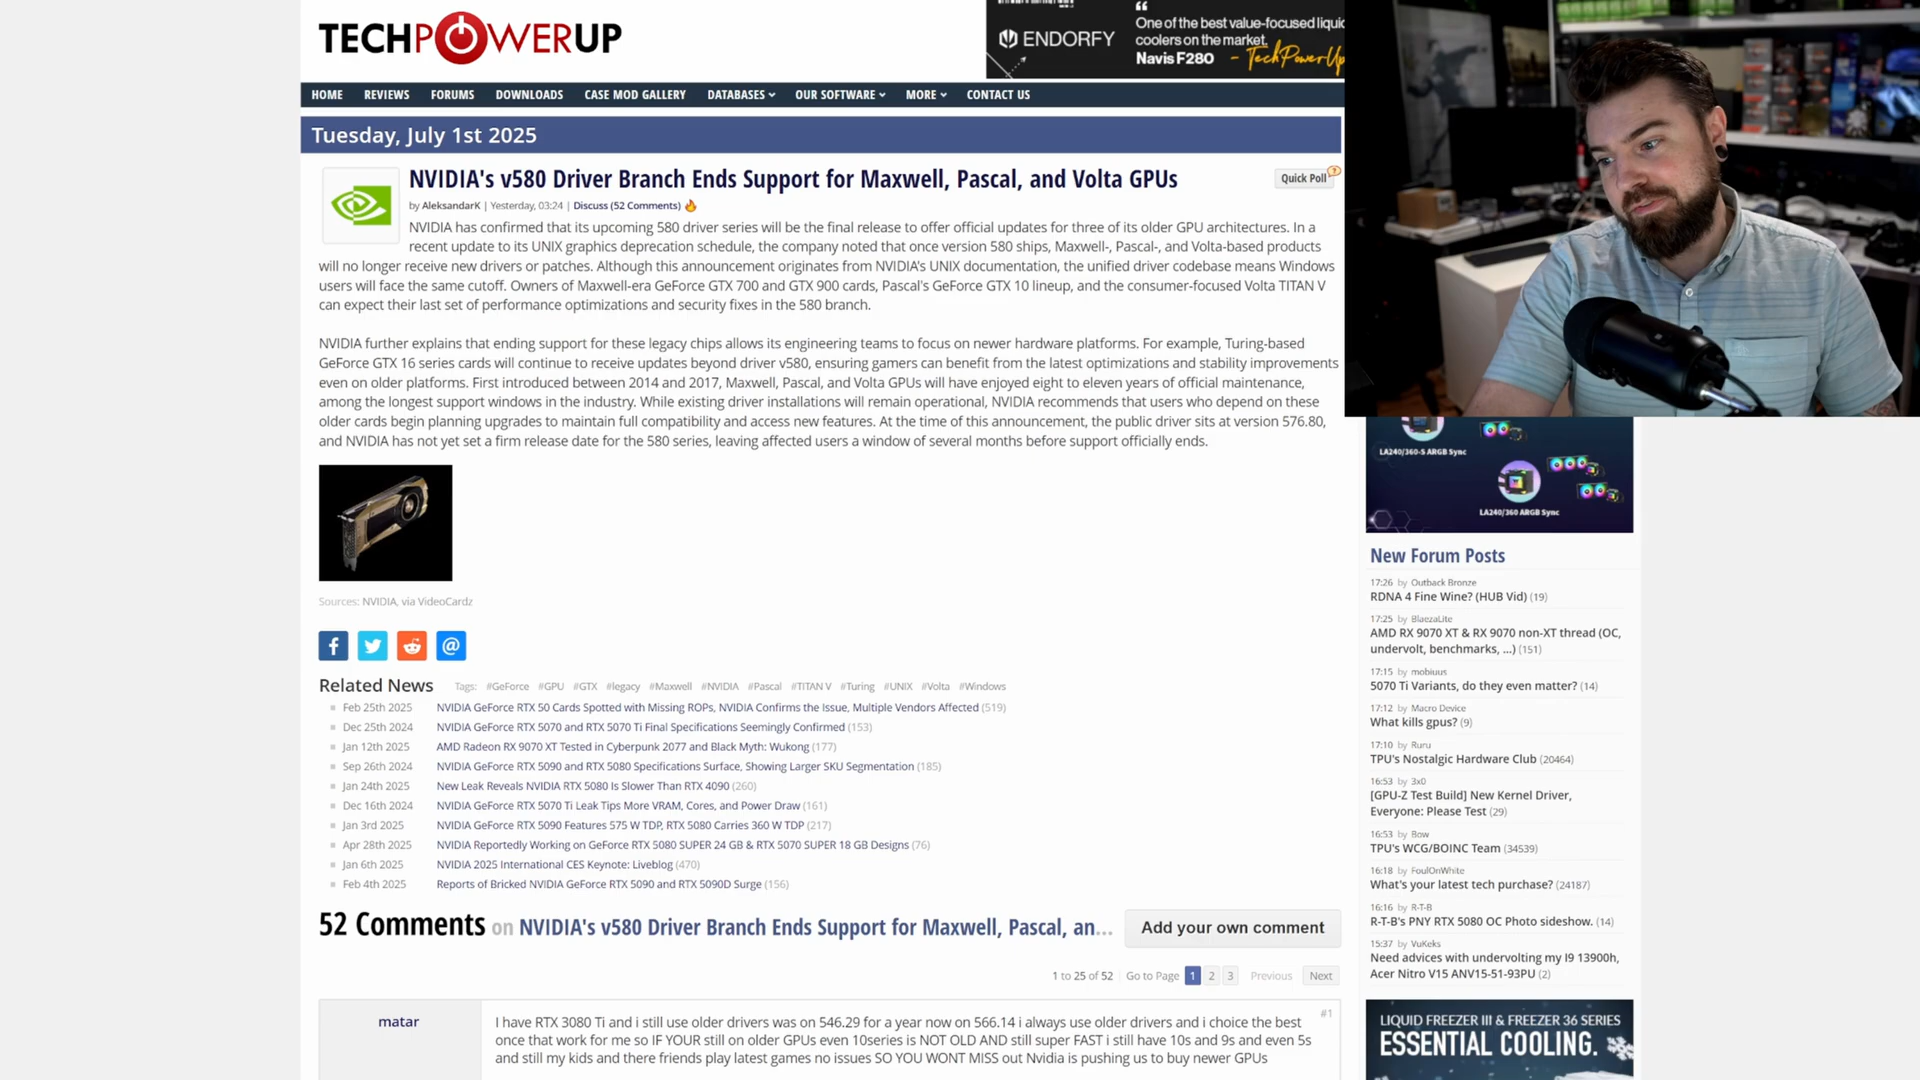 TECHPOWERUP
ENDORFY
“
One of the best value-focused liquid
coolers on the market.
Navis F280 - TechPowerUp
HOME REVIEWS FORUMS DOWNLOADS CASE MOD GALLERY DATABASES OUR SOFTWARE MORE CONTACT US
Tuesday, July 1st 2025
NVIDIA's v580 Driver Branch Ends Support for Maxwell, Pascal, and Volta GPUs
Quick Poll
?
by AleksandarK | Yesterday, 03:24 | Discuss (52 Comments)
NVIDIA has confirmed that its upcoming 580 driver series will be the final release to offer official updates for three of its older GPU architectures. In a
recent update to its UNIX graphics deprecation schedule, the company noted that once version 580 ships, Maxwell-, Pascal-, and Volta-based products
will no longer receive new drivers or patches. Although this announcement originates from NVIDIA's UNIX documentation, the unified driver codebase means Windows
users will face the same cutoff. Owners of Maxwell-era GeForce GTX 700 and GTX 900 cards, Pascal's GeForce GTX 10 lineup, and the consumer-focused Volta TITAN V
can expect their last set of performance optimizations and security fixes in the 580 branch.
NVIDIA further explains that ending support for these legacy chips allows its engineering teams to focus on newer hardware platforms. For example, Turing-based
GeForce GTX 16 series cards will continue to receive updates beyond driver v580, ensuring gamers can benefit from the latest optimizations and stability improvements
even on older platforms. First introduced between 2014 and 2017, Maxwell, Pascal, and Volta GPUs will have enjoyed eight to eleven years of official maintenance,
among the longest support windows in the industry. While existing driver installations will remain operational, NVIDIA recommends that users who depend on these
older cards begin planning upgrades to maintain full compatibility and access new features. At the time of this announcement, the public driver sits at version 576.80,
and NVIDIA has not yet set a firm release date for the 580 series, leaving affected users a window of several months before support officially ends.
Sources: NVIDIA, via VideoCardz
Related News Tags: #GeForce #GPU #GTX #legacy #Maxwell #NVIDIA #Pascal #TITAN V #Turing #UNIX #Volta #Windows
Feb 25th 2025 NVIDIA GeForce RTX 50 Cards Spotted with Missing ROPs, NVIDIA Confirms the Issue, Multiple Vendors Affected (519)
Dec 25th 2024 NVIDIA GeForce RTX 5070 and RTX 5070 Ti Final Specifications Seemingly Confirmed (153)
Jan 12th 2025 AMD Radeon RX 9070 XT Tested in Cyberpunk 2077 and Black Myth: Wukong (177)
Sep 26th 2024 NVIDIA GeForce RTX 5090 and RTX 5080 Specifications Surface, Showing Larger SKU Segmentation (185)
Jan 24th 2025 New Leak Reveals NVIDIA RTX 5080 Is Slower Than RTX 4090 (260)
Dec 16th 2024 NVIDIA GeForce RTX 5070 Ti Leak Tips More VRAM, Cores, and Power Draw (161)
Jan 3rd 2025 NVIDIA GeForce RTX 5090 Features 575 W TDP, RTX 5080 Carries 360 W TDP (217)
Apr 28th 2025 NVIDIA Reportedly Working on GeForce RTX 5080 SUPER 24 GB & RTX 5070 SUPER 18 GB Designs (76)
Jan 6th 2025 NVIDIA 2025 International CES Keynote: Liveblog (470)
Feb 4th 2025 Reports of Bricked NVIDIA GeForce RTX 5090 and RTX 5090D Surge (156)
52 Comments on NVIDIA's v580 Driver Branch Ends Support for Maxwell, Pascal, an...
Add your own comment
1 to 25 of 52 Go to Page 1 2 3 Previous Next
matar
#1
I have RTX 3080 Ti and i still use older drivers was on 546.29 for a year now on 566.14 i always use older drivers and i choice the best
once that work for me so IF YOUR still on older GPUs even 10series is NOT OLD AND still super FAST i still have 10s and 9s and even 5s
and still my kids and there friends play latest games no issues SO YOU WONT MISS out Nvidia is pushing us to buy newer GPUs
LA240/360-S ARGB Sync
LA240/360 ARGB Sync
New Forum Posts
17:26 by Outback Bronze
RDNA 4 Fine Wine? (HUB Vid) (19)
17:25 by BlaezaLite
AMD RX 9070 XT & RX 9070 non-XT thread (OC,
undervolt, benchmarks, ...) (151)
17:15 by mobiuus
5070 Ti Variants, do they even matter? (14)
17:12 by Macro Device
What kills gpus? (9)
17:10 by Ruru
TPU's Nostalgic Hardware Club (20464)
16:53 by 3x0
[GPU-Z Test Build] New Kernel Driver,
Everyone: Please Test (29)
16:53 by Bow
TPU's WCG/BOINC Team (34539)
16:18 by FoulOnWhite
What's your latest tech purchase? (24187)
16:16 by R-T-B
R-T-B's PNY RTX 5080 OC Photo sideshow. (14)
15:37 by VuKeks
Need advices with undervolting my I9 13900h,
Acer Nitro V15 ANV15-51-93PU (2)
LIQUID FREEZER III & FREEZER 36 SERIES
ESSENTIAL COOLING.